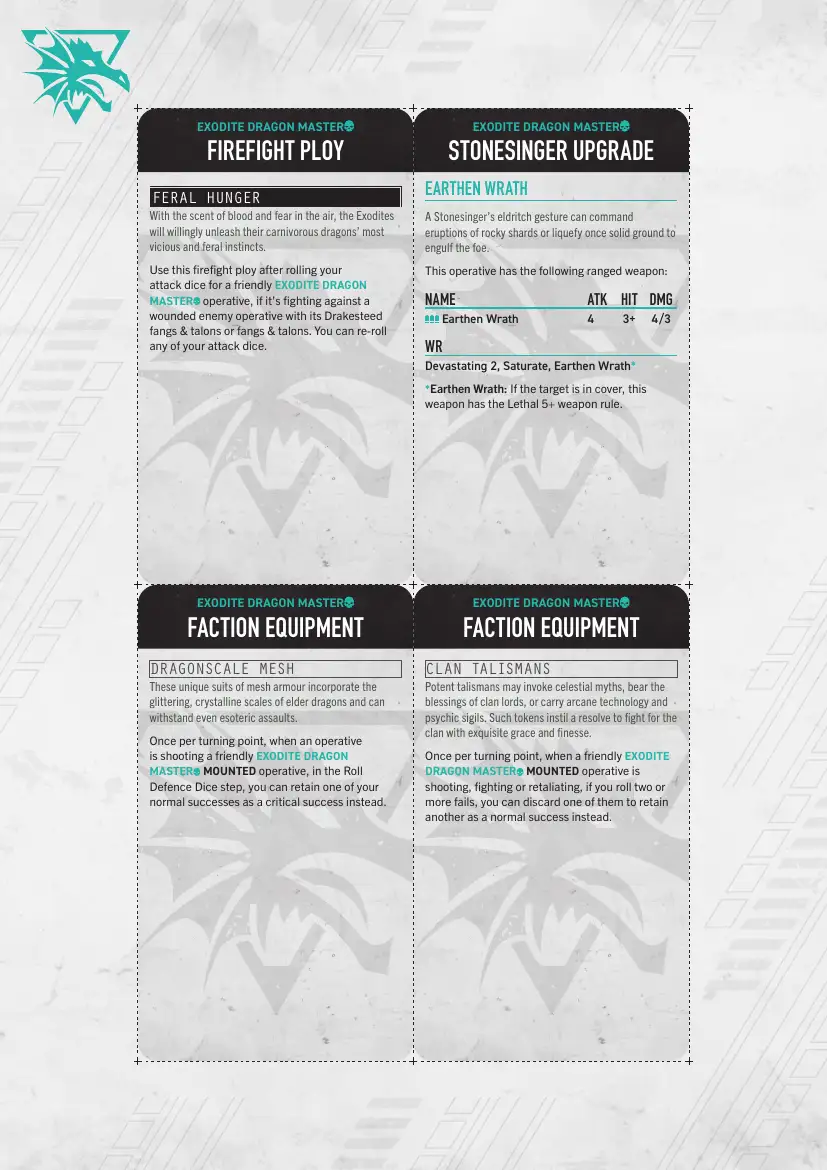 EXODITE DRAGON MASTER
FIREFIGHT PLOY
FERAL HUNGER
With the scent of blood and fear in the air, the Exodites
will willingly unleash their carnivorous dragons' most
vicious and feral instincts.
Use this firefight ploy after rolling your
attack dice for a friendly EXODITE DRAGON
MASTER operative, if it's fighting against a
wounded enemy operative with its Drakesteed
fangs & talons or fangs & talons. You can re-roll
any of your attack dice.
EXODITE DRAGON MASTER
STONESINGER UPGRADE
EARTHEN WRATH
A Stonesinger's eldritch gesture can command
eruptions of rocky shards or liquefy once solid ground to
engulf the foe.
This operative has the following ranged weapon:
NAME ATK HIT DMG
Earthen Wrath 4 3+ 4/3
WR
Devastating 2, Saturate, Earthen Wrath*
*Earthen Wrath: If the target is in cover, this
weapon has the Lethal 5+ weapon rule.
EXODITE DRAGON MASTER
FACTION EQUIPMENT
DRAGONSCALE MESH
These unique suits of mesh armour incorporate the
glittering, crystalline scales of elder dragons and can
withstand even esoteric assaults.
Once per turning point, when an operative
is shooting a friendly EXODITE DRAGON
MASTER MOUNTED operative, in the Roll
Defence Dice step, you can retain one of your
normal successes as a critical success instead.
EXODITE DRAGON MASTER
FACTION EQUIPMENT
CLAN TALISMANS
Potent talismans may invoke celestial myths, bear the
blessings of clan lords, or carry arcane technology and
psychic sigils. Such tokens instil a resolve to fight for the
clan with exquisite grace and finesse.
Once per turning point, when a friendly EXODITE
DRAGON MASTER MOUNTED operative is
shooting, fighting or retaliating, if you roll two or
more fails, you can discard one of them to retain
another as a normal success instead.